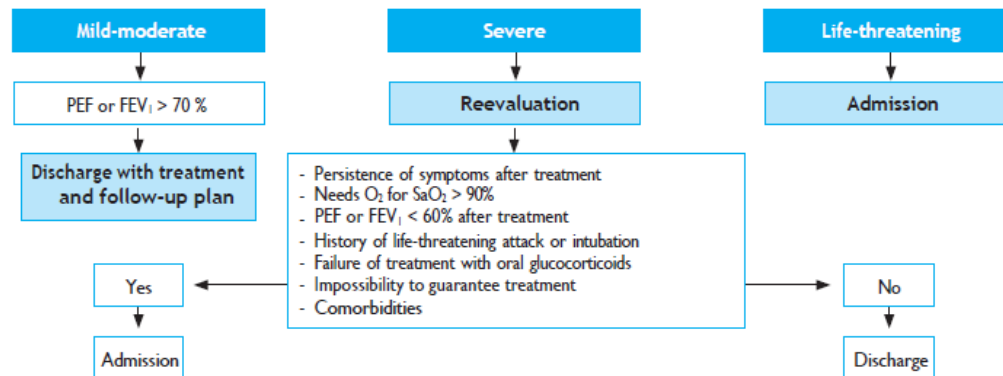 Mild-moderate
Severe
Life-threatening
PEF or FEV₁ > 70 %
Reevaluation
Admission
Discharge with treatment
and follow-up plan
- Persistence of symptoms after treatment
- Needs O₂ for SaO₂ > 90%
- PEF or FEV₁ < 60% after treatment
- History of life-threatening attack or intubation
- Failure of treatment with oral glucocorticoids
- Impossibility to guarantee treatment
- Comorbidities
Yes
No
Admission
Discharge